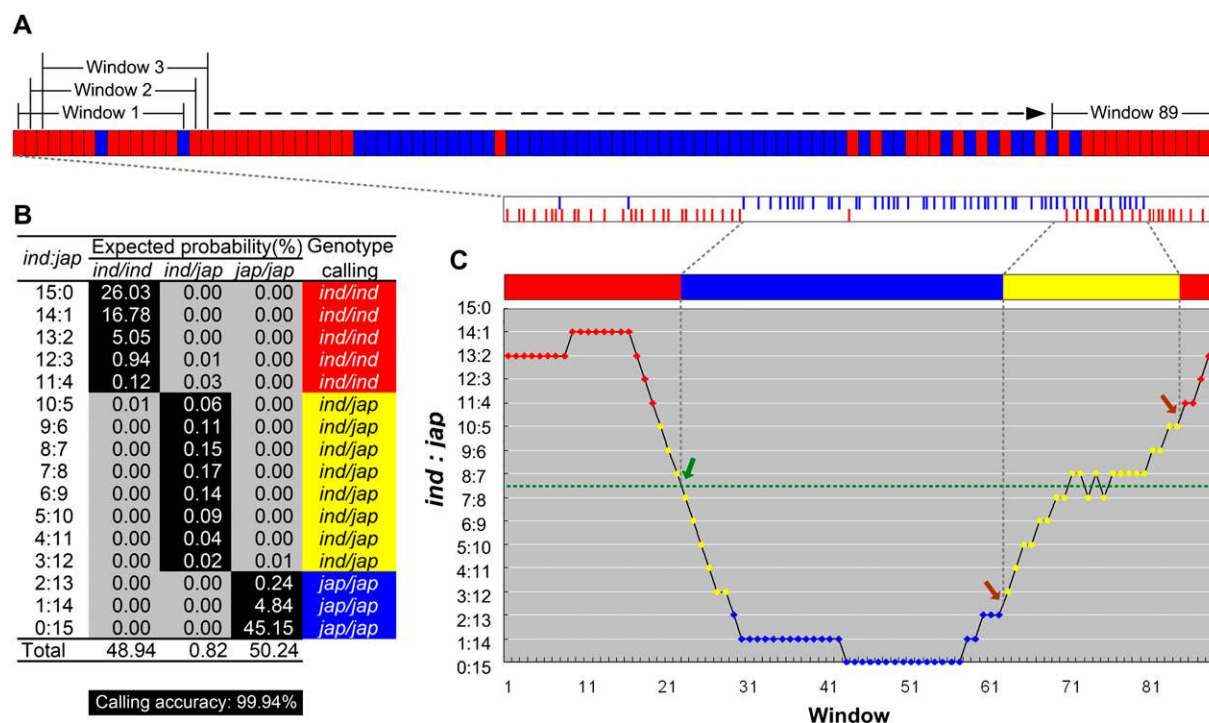 A
Window 3
Window 2
Window 1
Window 89
B
ind:jap Expected probability(%) Genotype calling
ind/ind ind/jap jap/jap
15:0 26.03 0.00 0.00 ind/ind
14:1 16.78 0.00 0.00 ind/ind
13:2 5.05 0.00 0.00 ind/ind
12:3 0.94 0.01 0.00 ind/ind
11:4 0.12 0.03 0.00 ind/ind
10:5 0.01 0.06 0.00 ind/jap
9:6 0.00 0.11 0.00 ind/jap
8:7 0.00 0.15 0.00 ind/jap
7:8 0.00 0.17 0.00 ind/jap
6:9 0.00 0.14 0.00 ind/jap
5:10 0.00 0.09 0.00 ind/jap
4:11 0.00 0.04 0.00 ind/jap
3:12 0.00 0.02 0.01 ind/jap
2:13 0.00 0.00 0.24 jap/jap
1:14 0.00 0.00 4.84 jap/jap
0:15 0.00 0.00 45.15 jap/jap
Total 48.94 0.82 50.24
Calling accuracy: 99.94%
C
15:0
14:1
13:2
12:3
11:4
10:5
9:6
8:7
7:8
6:9
5:10
4:11
3:12
2:13
1:14
0:15
ind : jap
1 11 21 31 41 51 61 71 81
Window